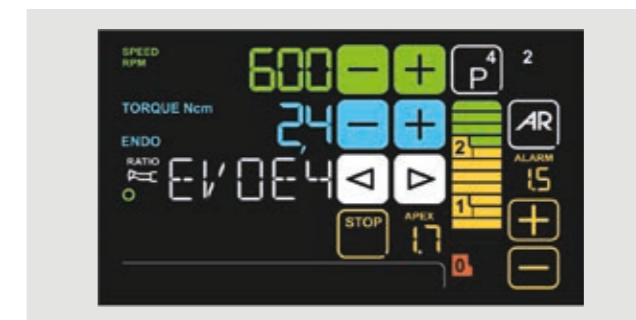 SPEED
RPM
600
− +
P 4
2
TORQUE Ncm
2,4
− +
AR
ENDO
2
ALARM
1.5
RATIO
EVOE4
1
STOP
APEX
1.7
+
0.
−